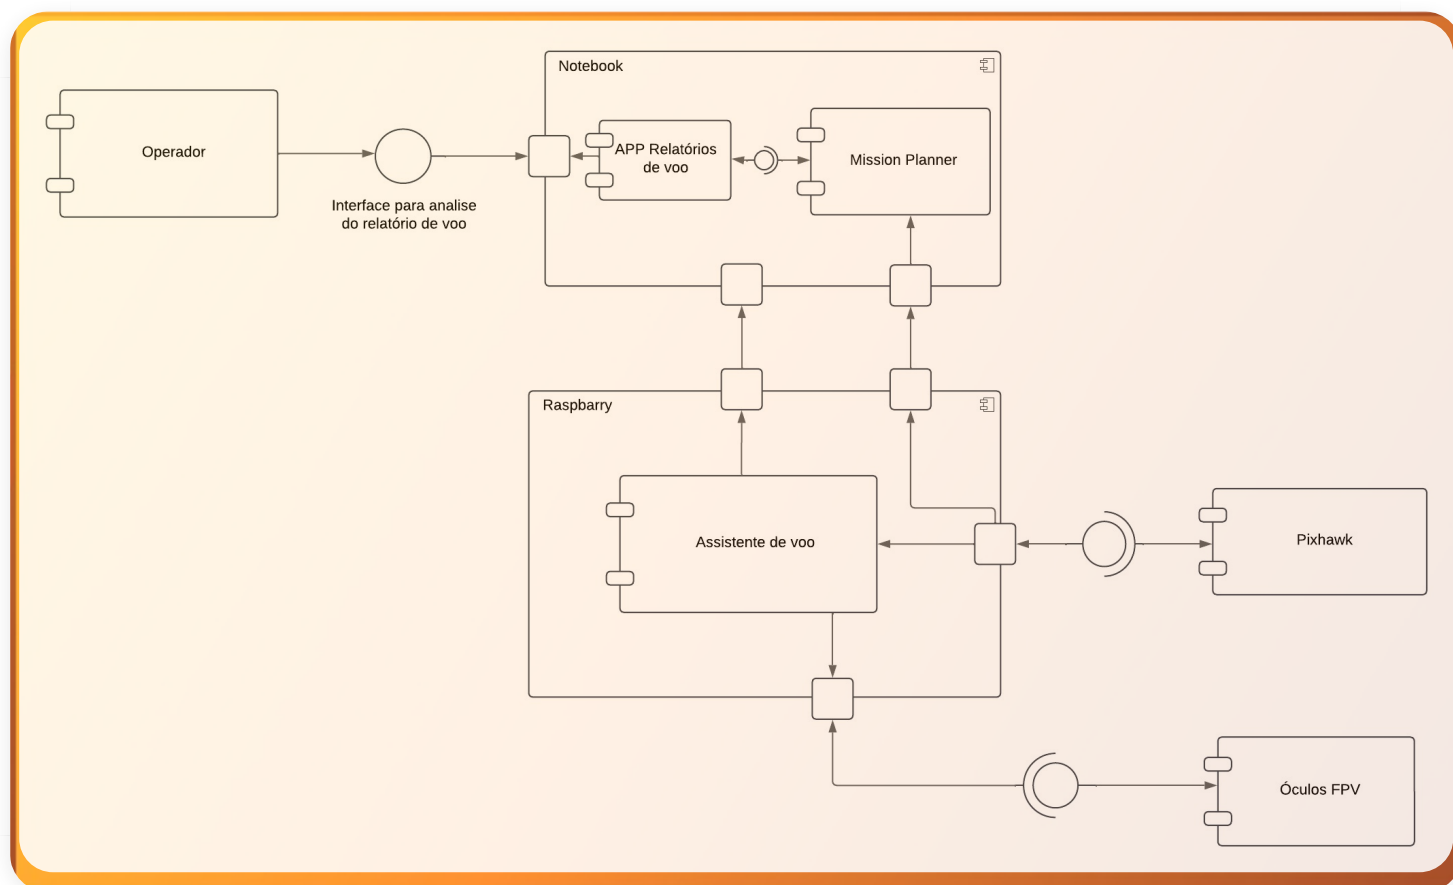 Notebook
Operador
APP Relatórios
de voo
Mission Planner
Interface para analise
do relatório de voo
Raspbarry
Assistente de voo
Pixhawk
Óculos FPV